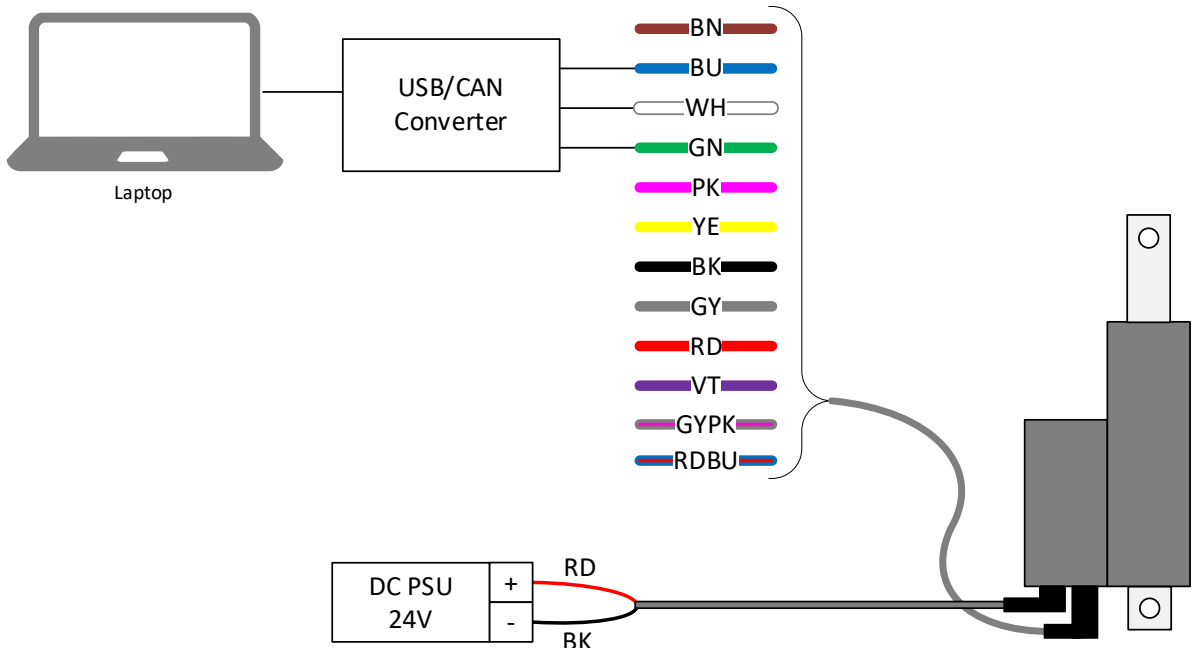 BN
BU
USB/CAN
Converter
WH
GN
Laptop
PK
YE
BK
GY
RD
VT
GYPK
RDBU
RD
DC PSU
24V
+
-
BK